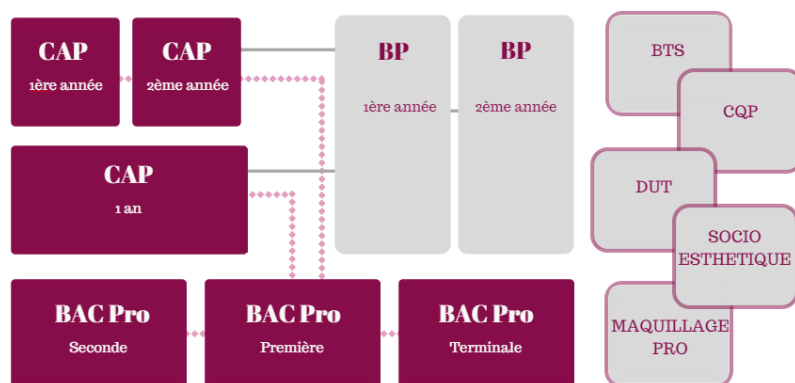 CAP
1ère année
CAP
2ème année
BP
1ère année
BP
2ème année
CAP
1 an
BAC Pro
Seconde
BAC Pro
Première
BAC Pro
Terminale
BTS
CQP
DUT
SOCIO
ESTHETIQUE
MAQUILLAGE
PRO